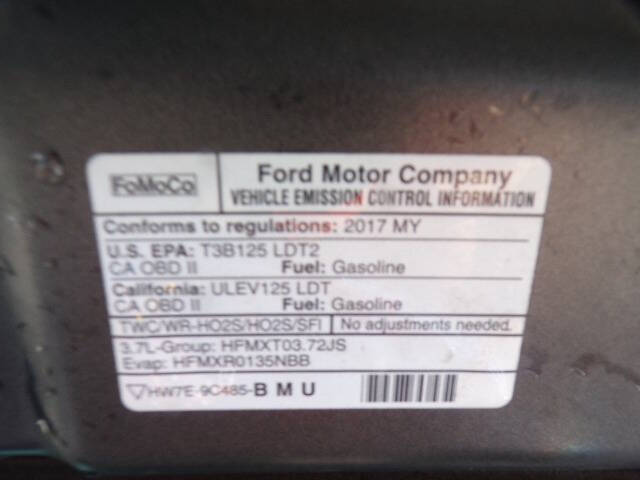 FoMoCo
Ford Motor Company
VEHICLE EMISSION CONTROL INFORMATION
Conforms to regulations: 2017 MY
U.S. EPA: T3B125 LDT2
CA OBD II Fuel: Gasoline
California: ULEV125 LDT
CA OBD II Fuel: Gasoline
TWC/WR-HO2S/HO2S/SFI No adjustments needed.
3.7L-Group: HFMXT03.72JS
Evap: HFMXR0135NBB
HW7E-9C485-BMU